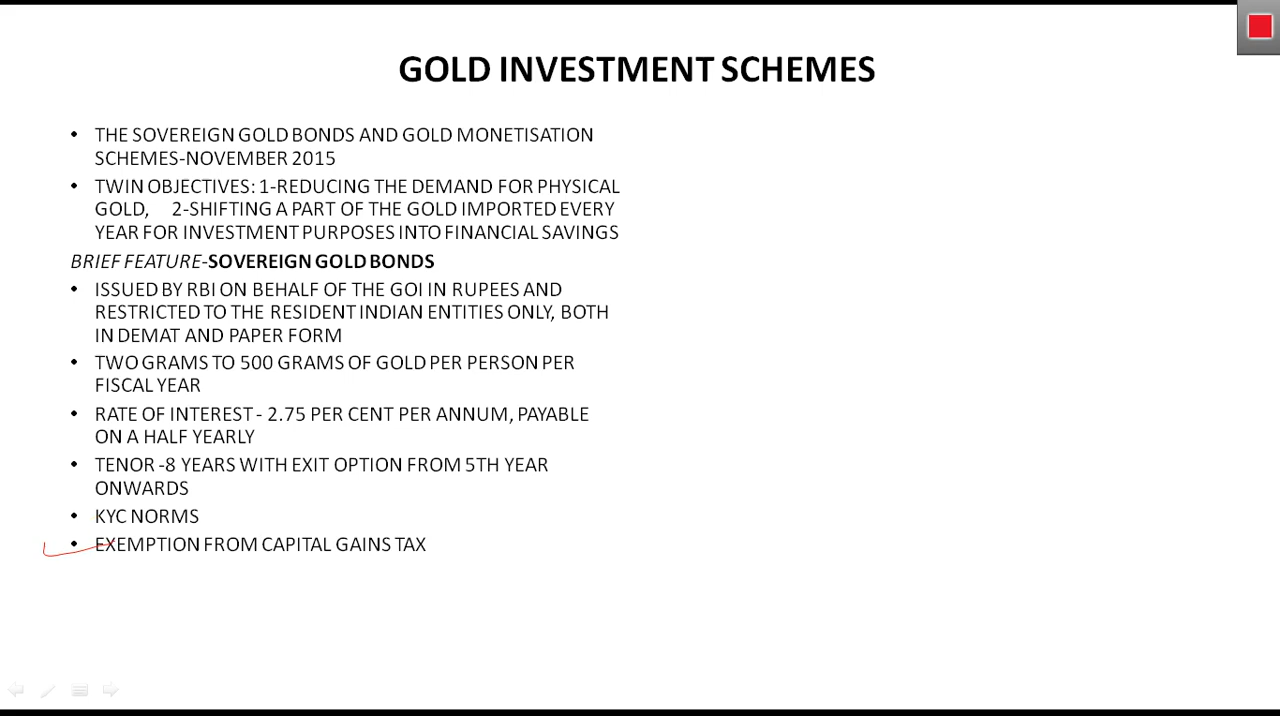 GOLD INVESTMENT SCHEMES
• THE SOVEREIGN GOLD BONDS AND GOLD MONETISATION
SCHEMES-NOVEMBER 2015
• TWIN OBJECTIVES: 1-REDUCING THE DEMAND FOR PHYSICAL
GOLD, 2-SHIFTING A PART OF THE GOLD IMPORTED EVERY
YEAR FOR INVESTMENT PURPOSES INTO FINANCIAL SAVINGS
BRIEF FEATURE-SOVEREIGN GOLD BONDS
• ISSUED BY RBI ON BEHALF OF THE GOI IN RUPEES AND
RESTRICTED TO THE RESIDENT INDIAN ENTITIES ONLY, BOTH
IN DEMAT AND PAPER FORM
• TWO GRAMS TO 500 GRAMS OF GOLD PER PERSON PER
FISCAL YEAR
• RATE OF INTEREST - 2.75 PER CENT PER ANNUM, PAYABLE
ON A HALF YEARLY
• TENOR -8 YEARS WITH EXIT OPTION FROM 5TH YEAR
ONWARDS
• KYC NORMS
• EXEMPTION FROM CAPITAL GAINS TAX